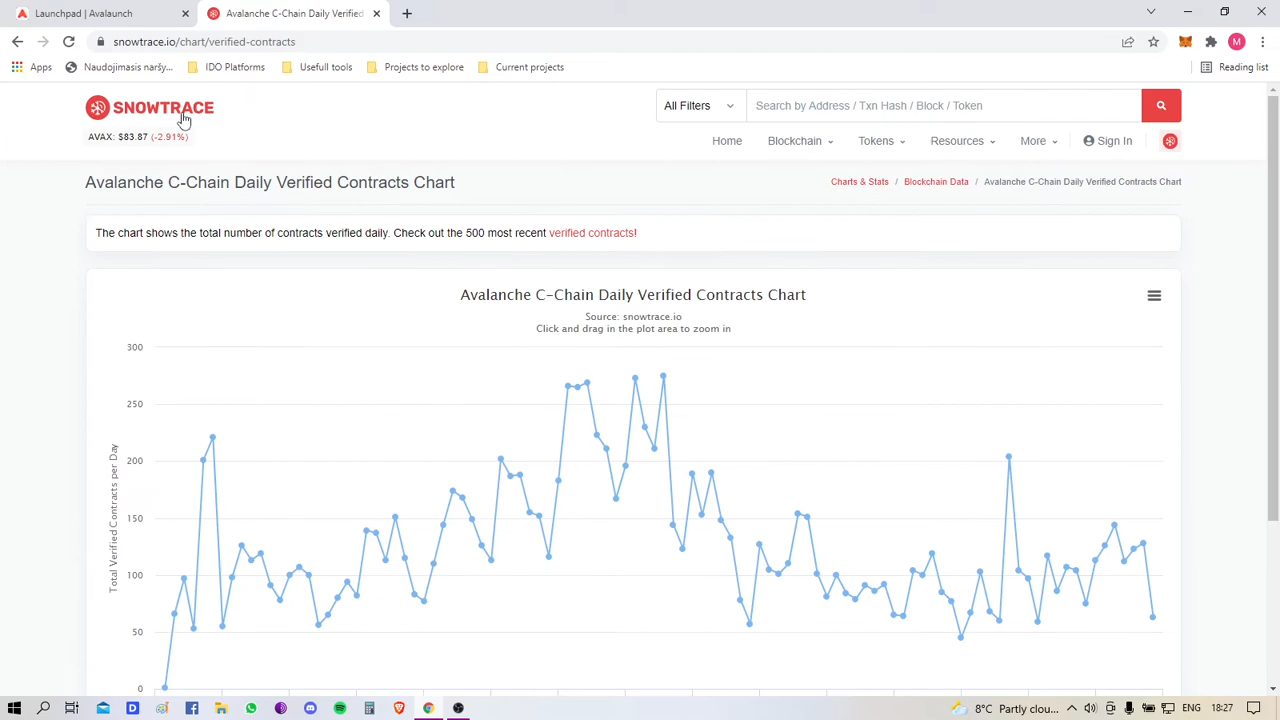 Launchpad | Avalaunch
Avalanche C-Chain Daily Verified
snowtrace.io/chart/verified-contracts
M
Apps
Naudojimasis naršy...
IDO Platforms
Usefull tools
Projects to explore
Current projects
Reading list
SNOWTRACE
AVAX: $83.87 (-2.91%)
All Filters
Search by Address / Txn Hash / Block / Token
Home
Blockchain
Tokens
Resources
More
Sign In
Avalanche C-Chain Daily Verified Contracts Chart
Charts & Stats / Blockchain Data / Avalanche C-Chain Daily Verified Contracts Chart
The chart shows the total number of contracts verified daily. Check out the 500 most recent verified contracts!
Avalanche C-Chain Daily Verified Contracts Chart
Source: snowtrace.io
Click and drag in the plot area to zoom in
Total Verified Contracts per Day
300
250
200
150
100
50
0
D
8°C Partly cloud...
ENG
18:27